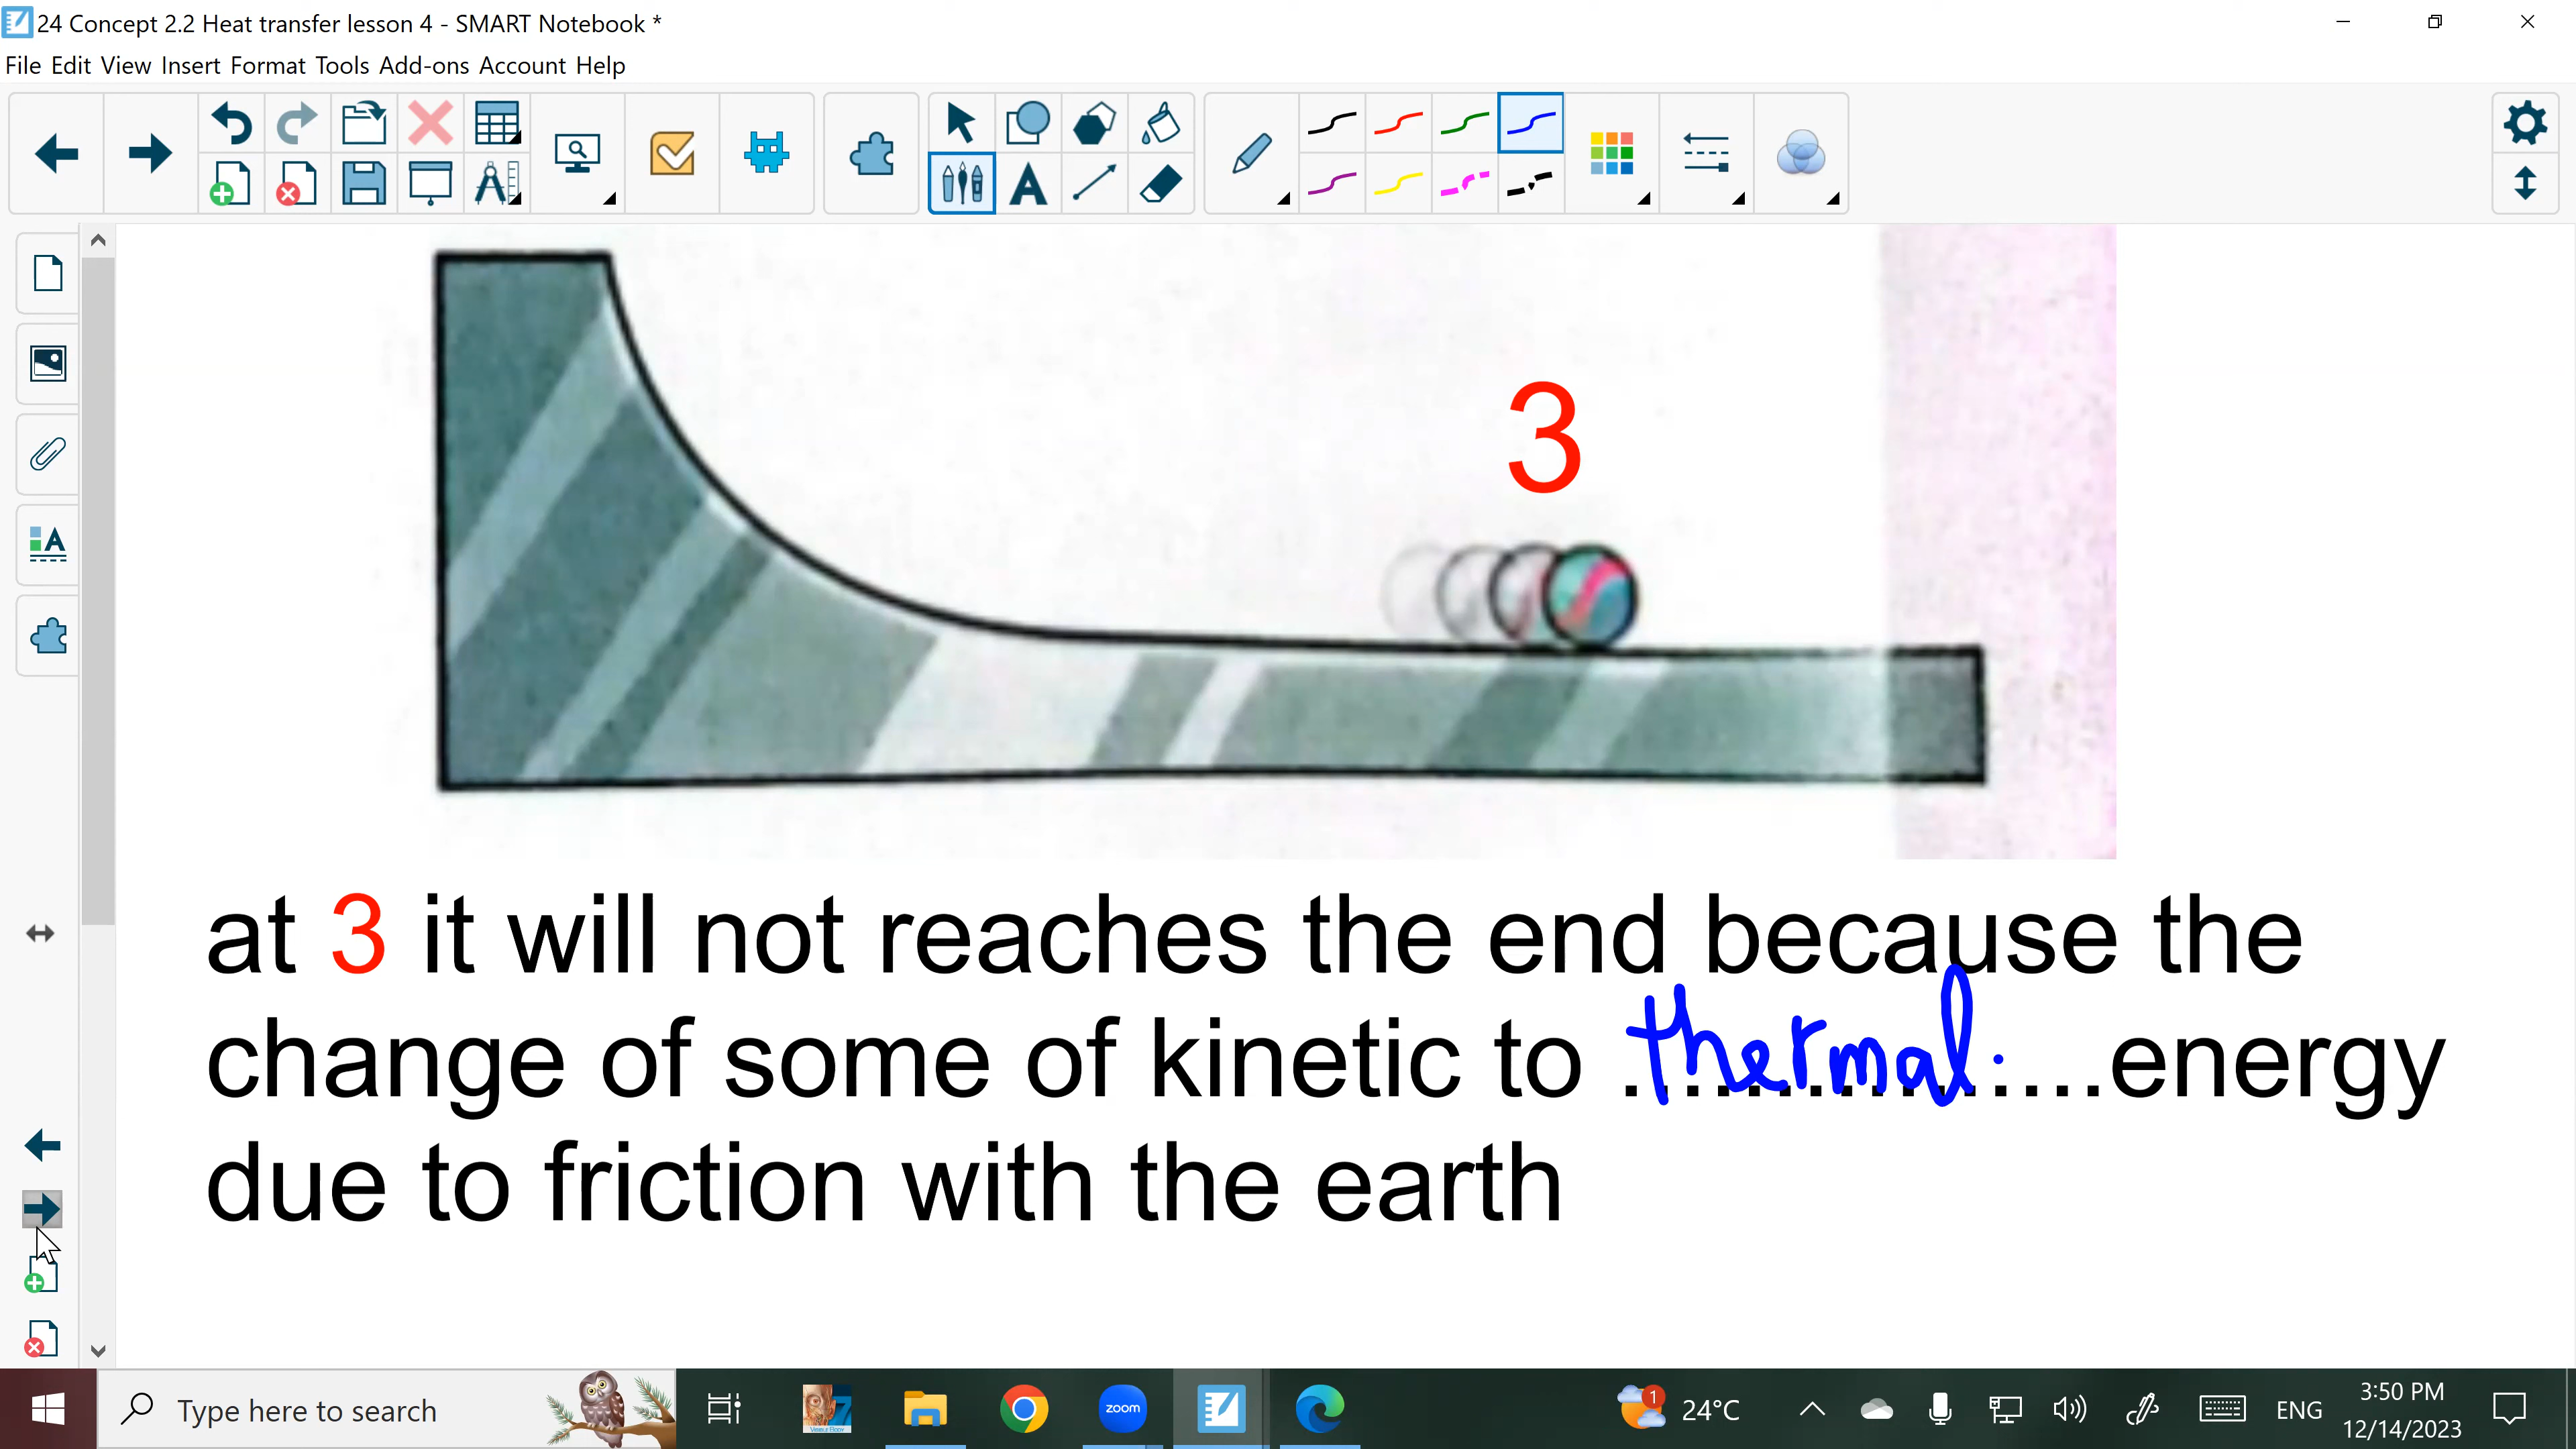 24 Concept 2.2 Heat transfer lesson 4 - SMART Notebook *
File Edit View Insert Format Tools Add-ons Account Help
3
at 3 it will not reaches the end because the
change of some of kinetic to .thermal.....energy
due to friction with the earth
Type here to search
zoom
1
24°C
ENG
3:50 PM
12/14/2023